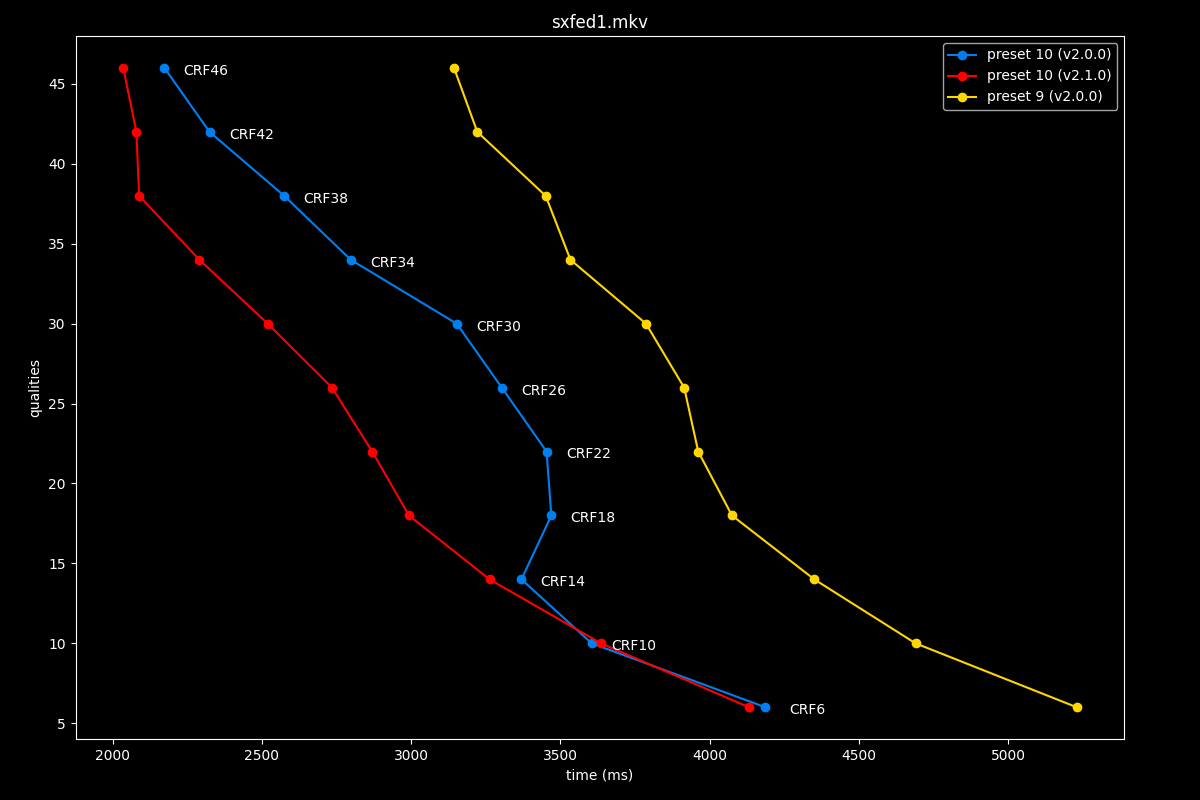 sxfed1.mkv
preset 10 (v2.0.0)
preset 10 (v2.1.0)
preset 9 (v2.0.0)
CRF46
CRF42
CRF38
CRF34
CRF30
CRF26
CRF22
CRF18
CRF14
CRF10
CRF6
45
40
35
30
25
20
15
10
5
qualities
2000 2500 3000 3500 4000 4500 5000
time (ms)